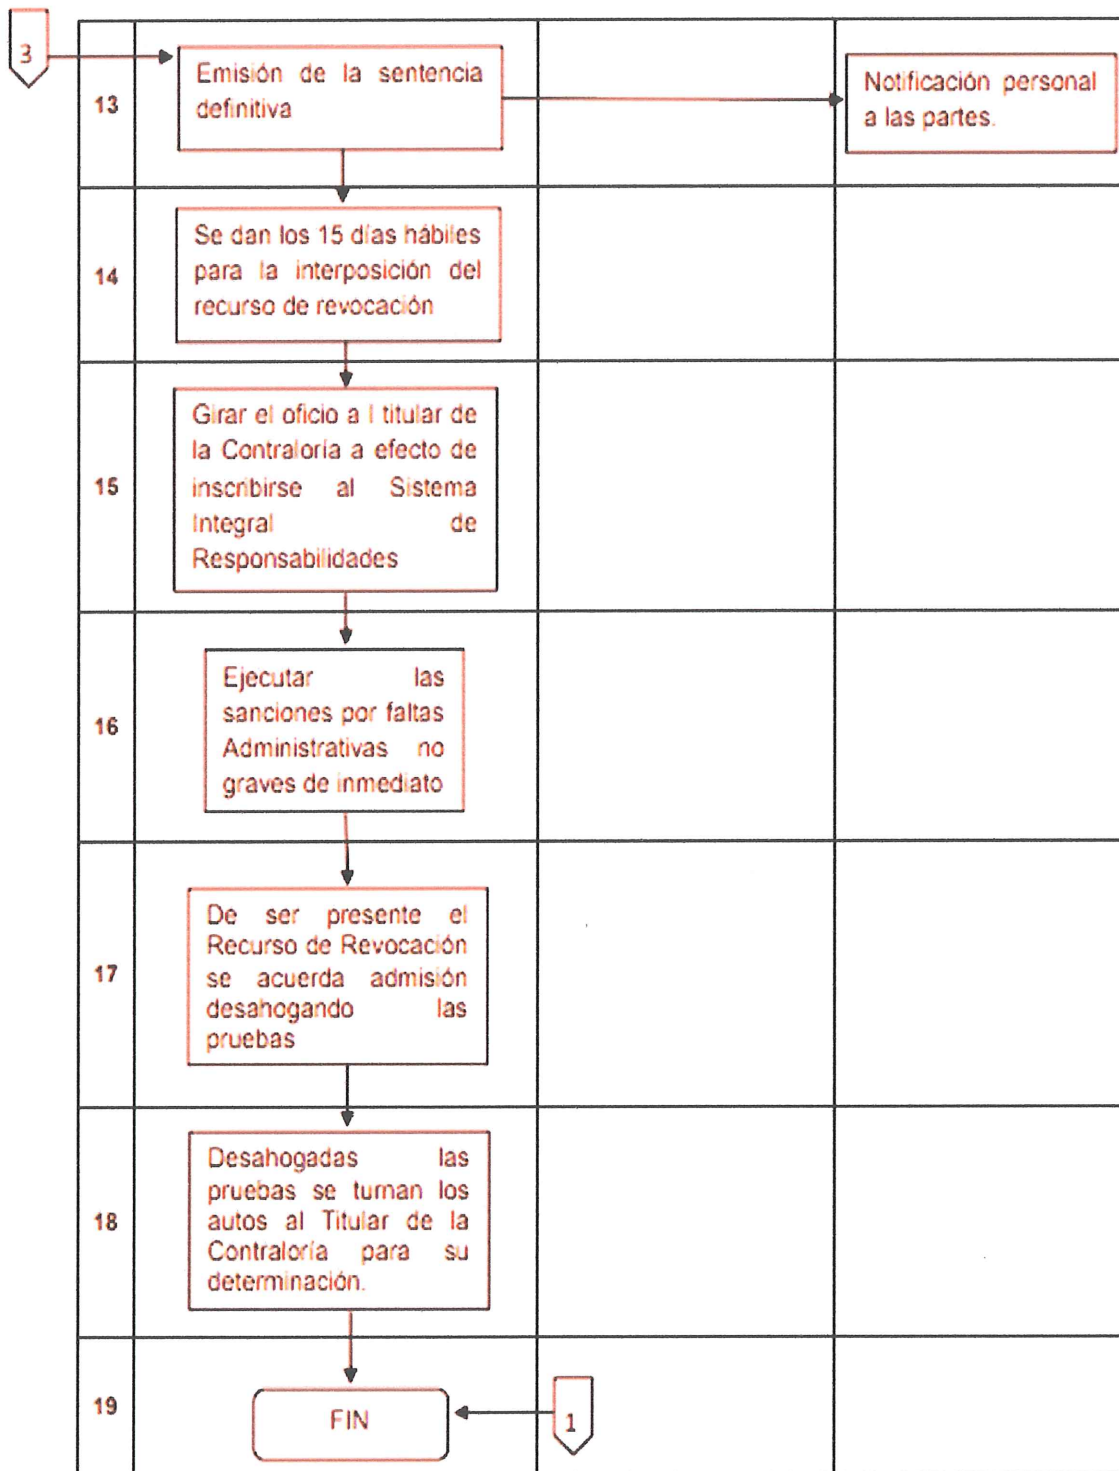 3
13
Emisión de la sentencia
definitiva
Notificación personal
a las partes.
14
Se dan los 15 días hábiles
para la interposición del
recurso de revocación
15
Girar el oficio a l titular de
la Contraloría a efecto de
inscribirse al Sistema
Integral de
Responsabilidades
16
Ejecutar las
sanciones por faltas
Administrativas no
graves de inmediato
17
De ser presente el
Recurso de Revocación
se acuerda admisión
desahogando las
pruebas
18
Desahogadas las
pruebas se turnan los
autos al Titular de la
Contraloría para su
determinación.
19
FIN
1